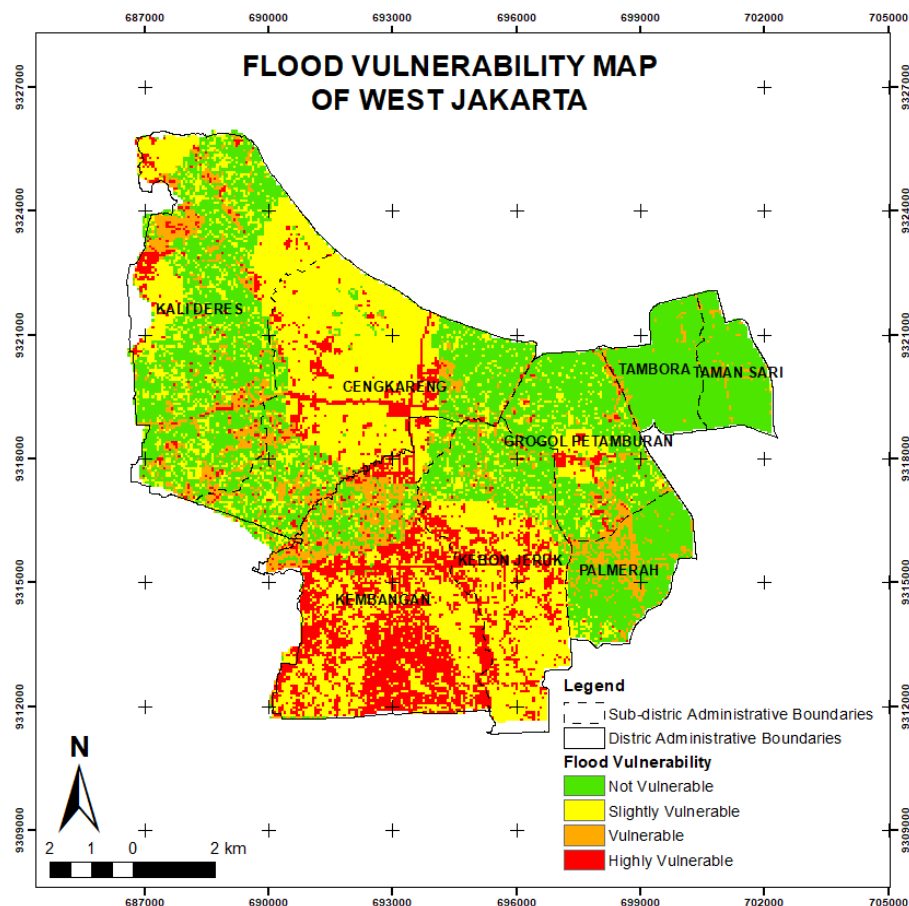 687000 690000 693000 696000 699000 702000 705000
FLOOD VULNERABILITY MAP
OF WEST JAKARTA
9327000 9327000
9324000 9324000
KALI DERES
9321000 9321000
TAMBORA TAMAN SARI
CENGKARENG
GROGOL PETAMBURAN
9318000 9318000
KEBON JERUK
PALMERAH
9315000 9315000
KEMBANGAN
9312000 9312000
Legend
Sub-distric Administrative Boundaries
Distric Administrative Boundaries
Flood Vulnerability
Not Vulnerable
Slightly Vulnerable
Vulnerable
Highly Vulnerable
N
9309000 9309000
2 1 0 2 km
687000 690000 693000 696000 699000 702000 705000